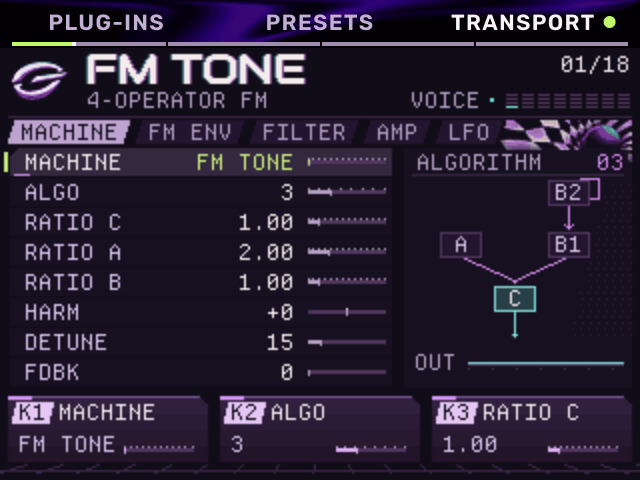 PLUG-INS PRESETS TRANSPORT
FM TONE 01/18
4-OPERATOR FM VOICE
MACHINE FM ENV FILTER AMP LFO
MACHINE FM TONE ALGORITHM 03
ALGO 3 B2
RATIO C 1.00
RATIO A 2.00 A B1
RATIO B 1.00 C
HARM +0
DETUNE 15
FDBK 0 OUT
K1 MACHINE K2 ALGO K3 RATIO C
FM TONE 3 1.00